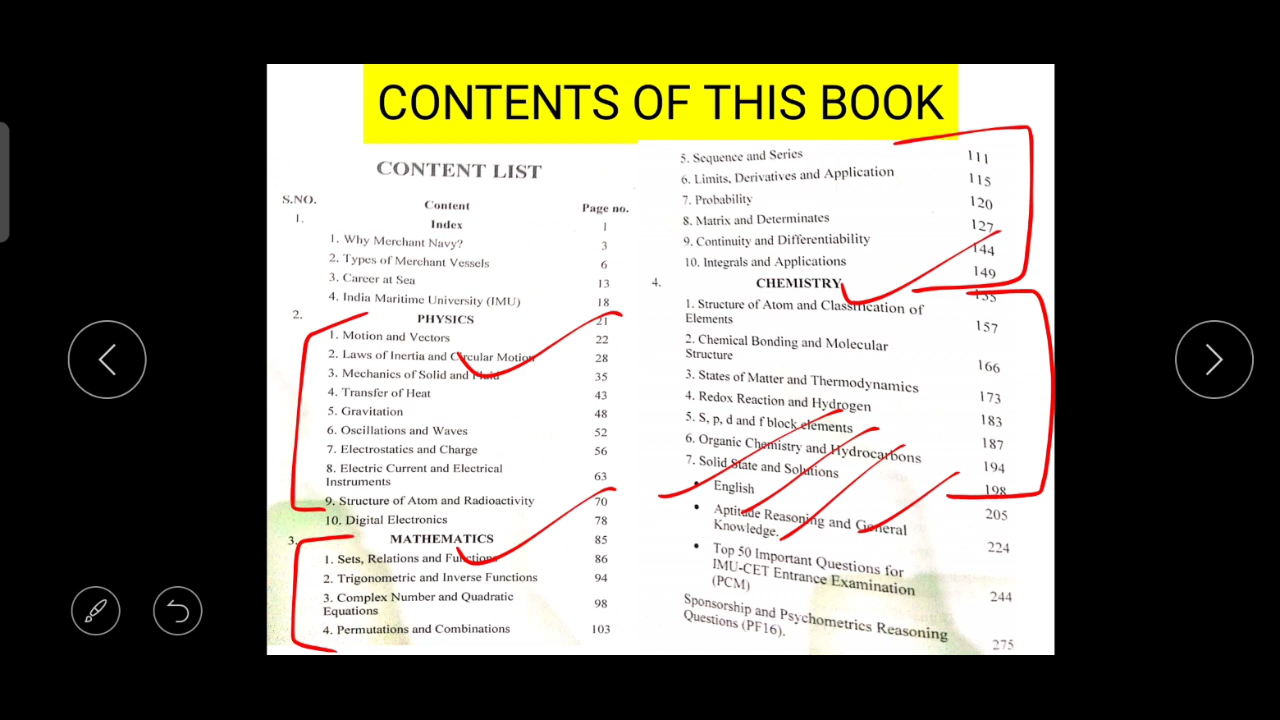 CONTENTS OF THIS BOOK
CONTENT LIST
S.NO. Content Page no.
1. Index 1
1. Why Merchant Navy? 3
2. Types of Merchant Vessels 6
3. Career at Sea 13
4. India Maritime University (IMU) 18
2. PHYSICS 21
1. Motion and Vectors 22
2. Laws of Inertia and Circular Motion 28
3. Mechanics of Solid and Fluid 35
4. Transfer of Heat 43
5. Gravitation 48
6. Oscillations and Waves 52
7. Electrostatics and Charge 56
8. Electric Current and Electrical
Instruments 63
9. Structure of Atom and Radioactivity 70
10. Digital Electronics 78
3. MATHEMATICS 85
1. Sets, Relations and Functions 86
2. Trigonometric and Inverse Functions 94
3. Complex Number and Quadratic
Equations 98
4. Permutations and Combinations 103
5. Sequence and Series 111
6. Limits, Derivatives and Application 115
7. Probability 120
8. Matrix and Determinates 127
9. Continuity and Differentiability 144
10. Integrals and Applications 149
4. CHEMISTRY 155
1. Structure of Atom and Classification of
Elements 157
2. Chemical Bonding and Molecular
Structure 166
3. States of Matter and Thermodynamics 173
4. Redox Reaction and Hydrogen 183
5. S, p, d and f block elements 187
6. Organic Chemistry and Hydrocarbons 194
7. Solid State and Solutions 198
• English 205
• Aptitude Reasoning and General
Knowledge. 224
• Top 50 Important Questions for
IMU-CET Entrance Examination
(PCM) 244
Sponsorship and Psychometrics Reasoning
Questions (PF16). 275